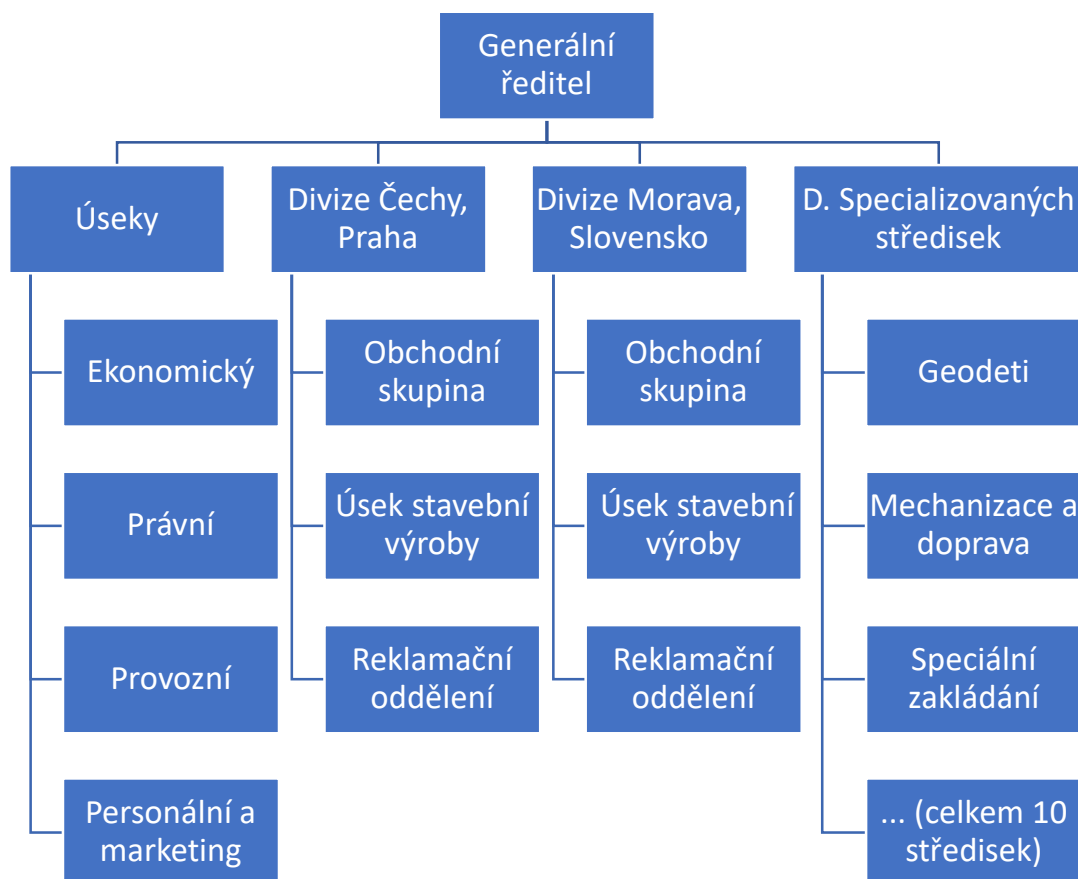 Generální
ředitel
Úseky
Divize Čechy,
Praha
Divize Morava,
Slovensko
D. Specializovaných
středisek
Ekonomický
Obchodní
skupina
Obchodní
skupina
Geodeti
Právní
Úsek stavební
výroby
Úsek stavební
výroby
Mechanizace a
doprava
Provozní
Reklamační
oddělení
Reklamační
oddělení
Speciální
zakládání
Personální a
marketing
... (celkem 10
středisek)